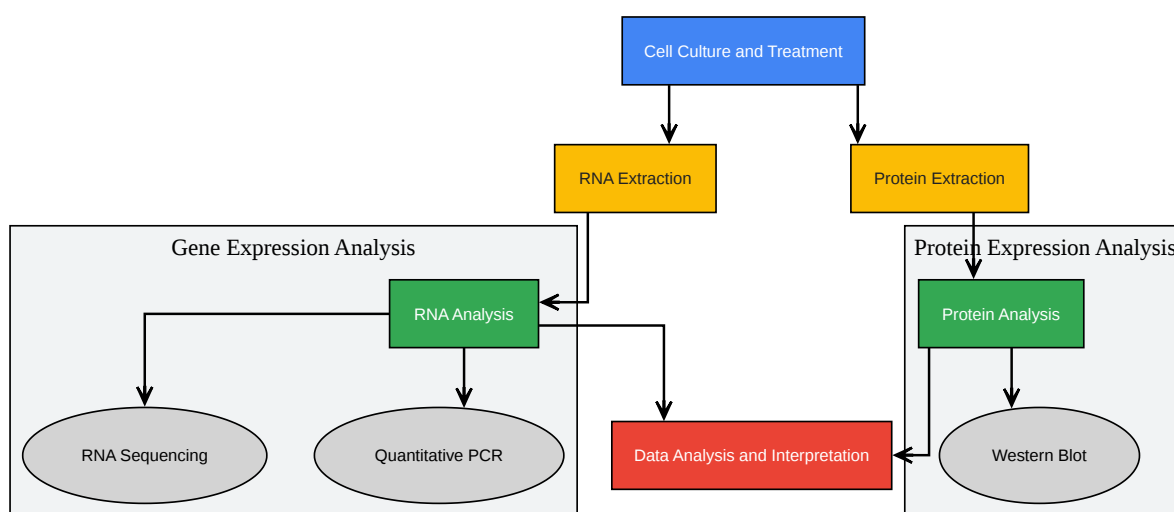 Cell Culture and Treatment
RNA Extraction
Protein Extraction
Gene Expression Analysis
Protein Expression Analysis
RNA Analysis
Protein Analysis
RNA Sequencing
Quantitative PCR
Data Analysis and Interpretation
Western Blot